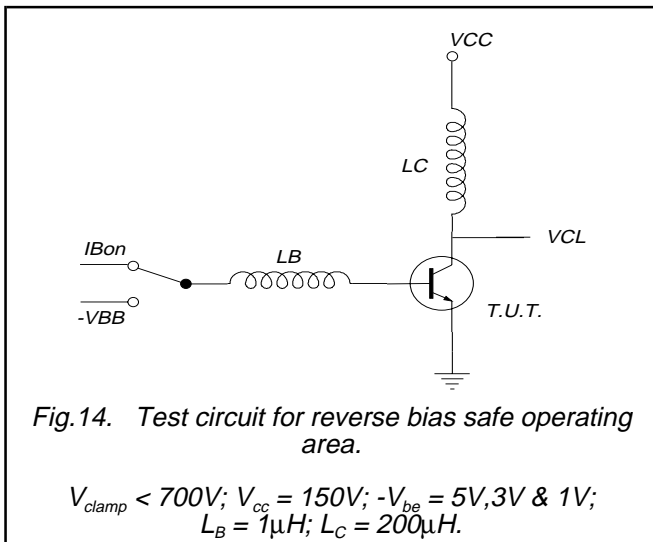 VCC
LC
IBon
LB
VCL
-VBB
T.U.T.
Fig.14. Test circuit for reverse bias safe operating
area.
Vclamp < 700V; Vcc = 150V; -Vbe = 5V,3V & 1V;
LB = 1μH; LC = 200μH.